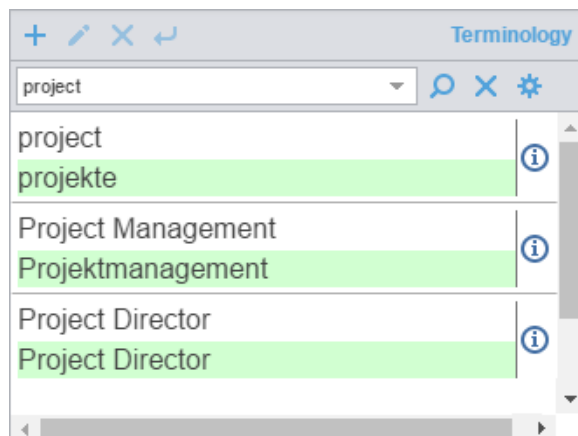 Terminology
project
project
projekte
Project Management
Projektmanagement
Project Director
Project Director